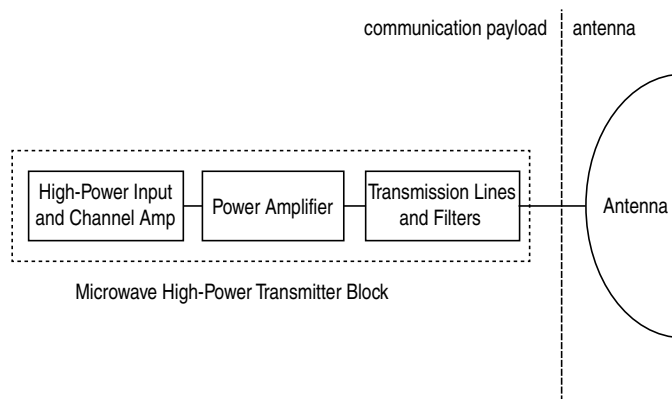 communication payload
antenna
High-Power Input
and Channel Amp
Power Amplifier
Transmission Lines
and Filters
Antenna
Microwave High-Power Transmitter Block